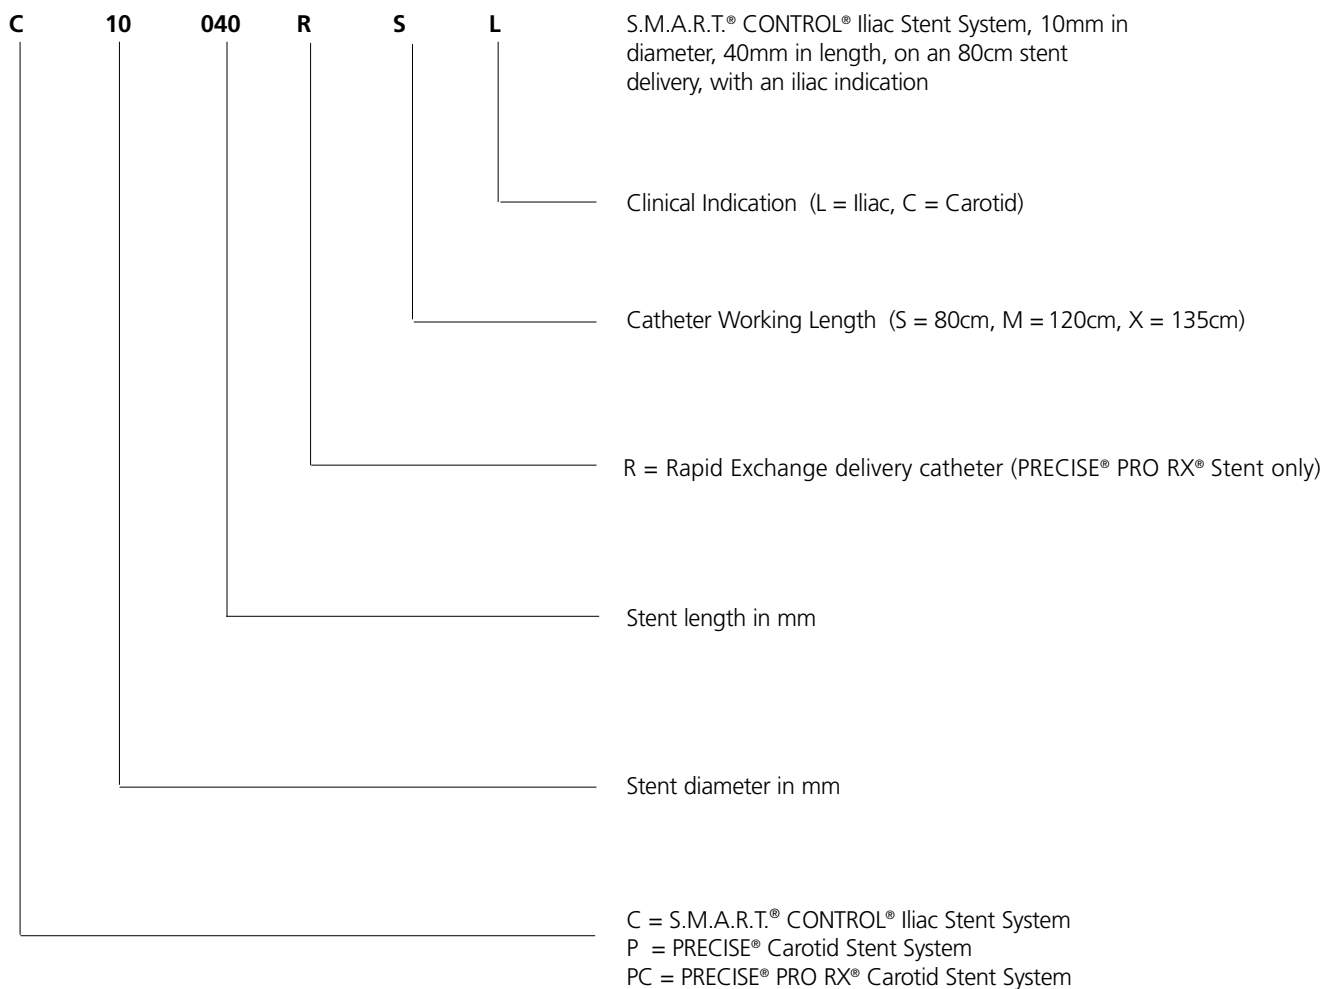 C 10 040 R S L
S.M.A.R.T.® CONTROL® Iliac Stent System, 10mm in
diameter, 40mm in length, on an 80cm stent
delivery, with an iliac indication
Clinical Indication (L = Iliac, C = Carotid)
Catheter Working Length (S = 80cm, M = 120cm, X = 135cm)
R = Rapid Exchange delivery catheter (PRECISE® PRO RX® Stent only)
Stent length in mm
Stent diameter in mm
C = S.M.A.R.T.® CONTROL® Iliac Stent System
P = PRECISE® Carotid Stent System
PC = PRECISE® PRO RX® Carotid Stent System